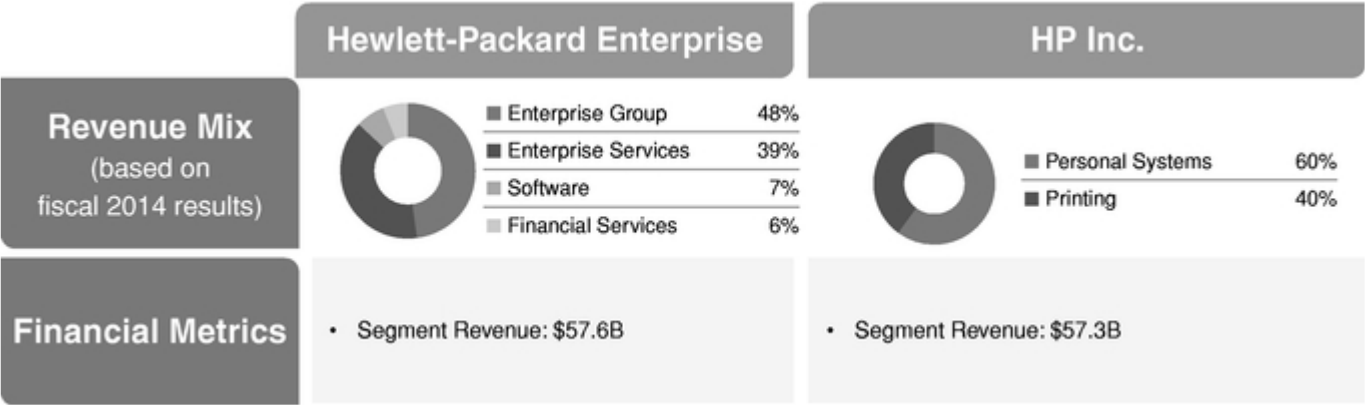 Hewlett-Packard Enterprise
HP Inc.
Revenue Mix
(based on
fiscal 2014 results)
Enterprise Group 48%
Enterprise Services 39%
Software 7%
Financial Services 6%
Personal Systems 60%
Printing 40%
Financial Metrics
• Segment Revenue: $57.6B
• Segment Revenue: $57.3B